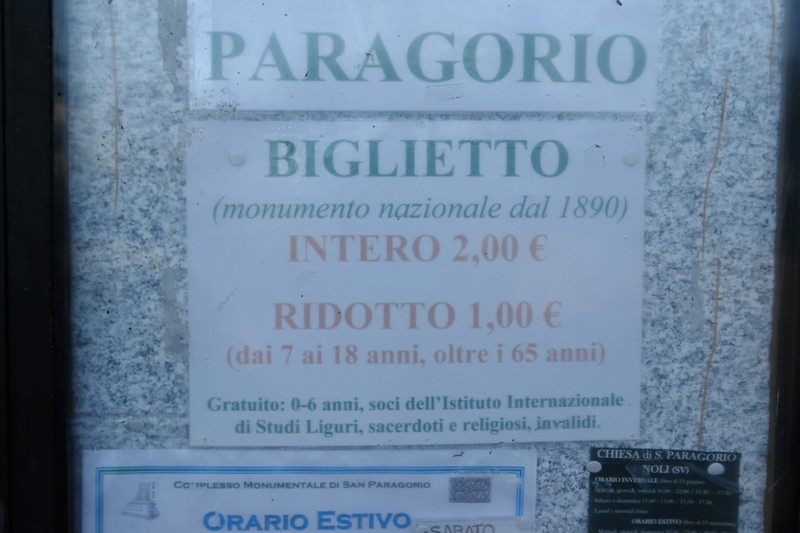 PARAGORIO
BIGLIETTO
(monumento nazionale dal 1890)
INTERO 2,00 €
RIDOTTO 1,00 €
(dai 7 ai 18 anni, oltre i 65 anni)
Gratuito: 0-6 anni, soci dell'Istituto Internazionale
di Studi Liguri, sacerdoti e religiosi, invalidi.
COMPLESSO MONUMENTALE DI SAN PARAGORIO
ORARIO ESTIVO
SABATO
CHIESA di S. PARAGORIO
NOLI (SV)
ORARIO INVERNALE
ORARIO ESTIVO